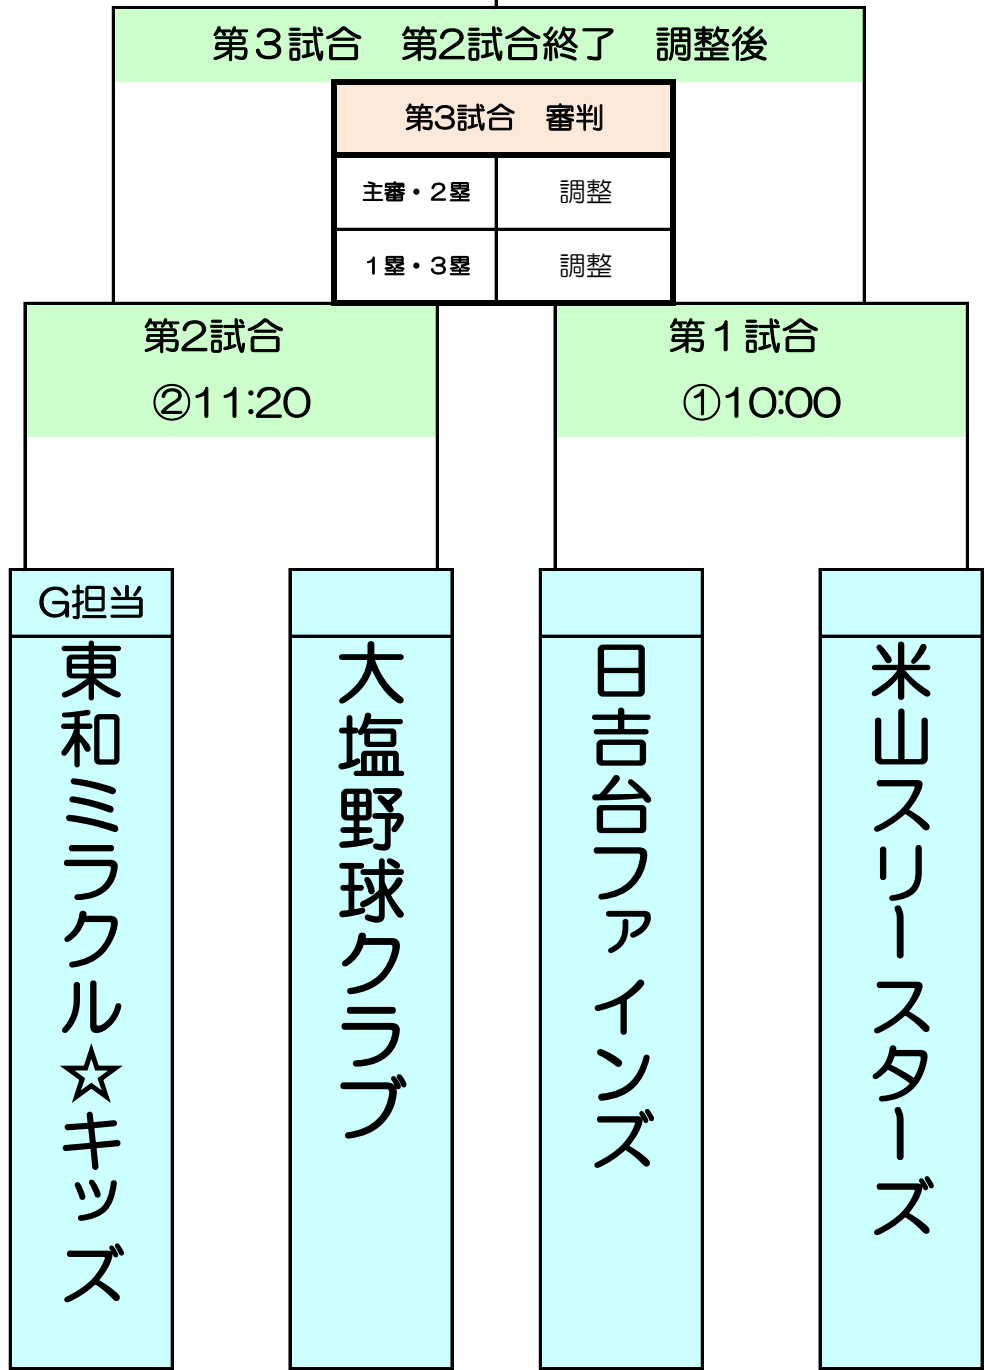 第３試合　第2試合終了　調整後
第3試合　審判
主審・２塁
調整
１塁・３塁
調整
第2試合
②11:20
第１試合
①10:00
G担当
東和ミラクル☆キッズ
大塩野球クラブ
日吉台ファインズ
米山スリースターズ